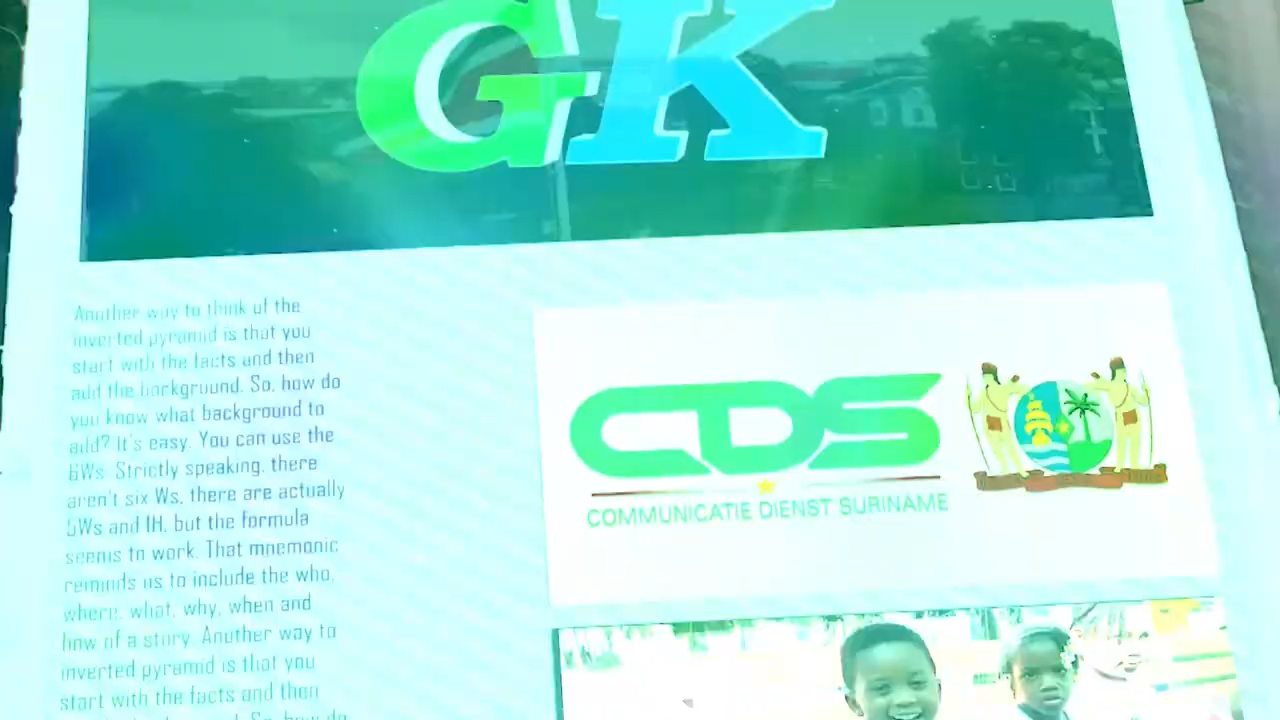 GK
Another way to think of the
inverted pyramid is that you
start with the facts and then
add the background. So, how do
you know what background to
add? It's easy. You can use the
6Ws. Strictly speaking, there
aren't six Ws, there are actually
5Ws and 1H, but the formula
seems to work. That mnemonic
reminds us to include the who,
where, what, why, when and
how of a story. Another way to
inverted pyramid is that you
start with the facts and then
CDS
COMMUNICATIE DIENST SURINAME